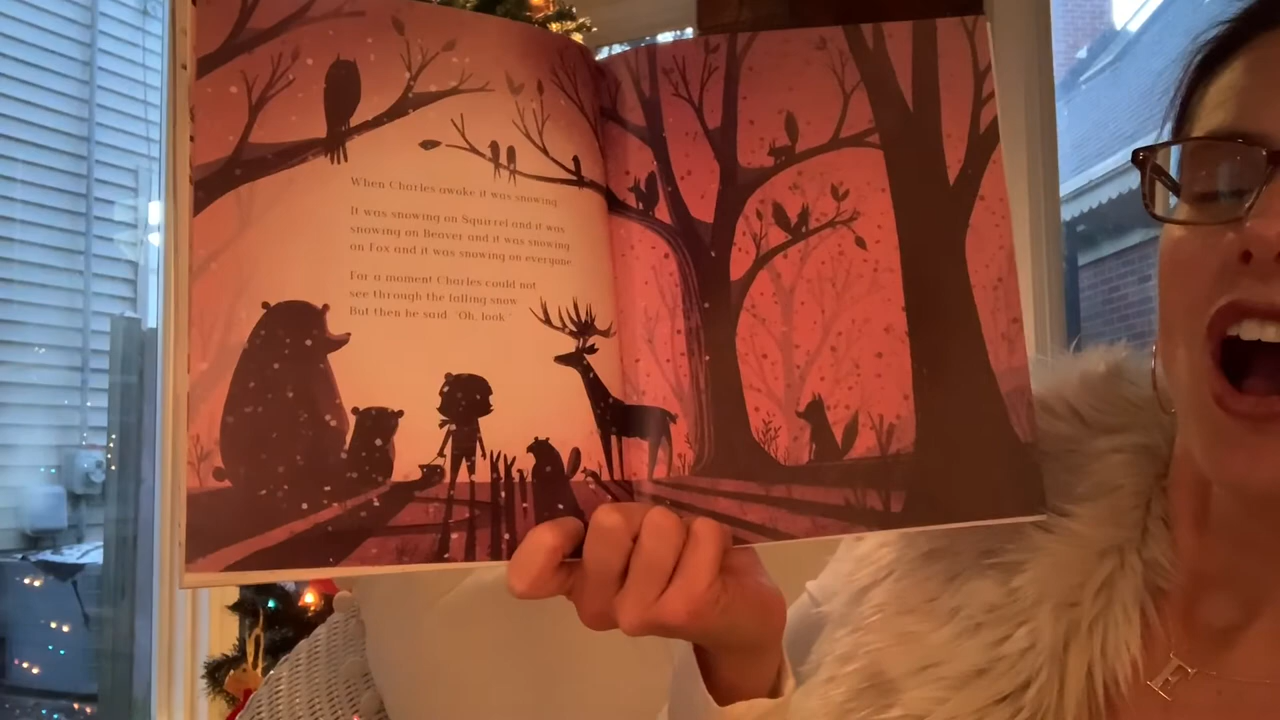 When Charles awoke it was snowing.
It was snowing on Squirrel and it was
snowing on Beaver and it was snowing
on Fox and it was snowing on everyone
For a moment Charles could not
see through the falling snow
But then he said, "Oh, look"
H